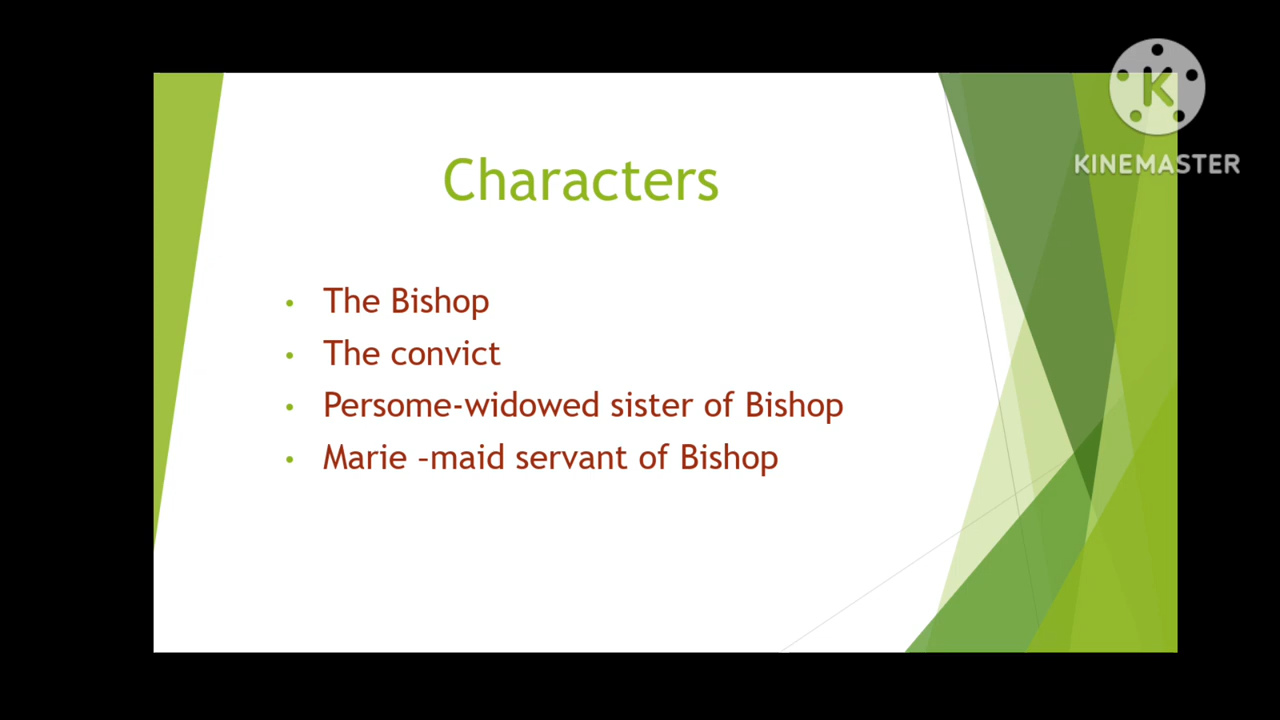 K
KINEMASTER
Characters
• The Bishop
• The convict
• Persome-widowed sister of Bishop
• Marie –maid servant of Bishop